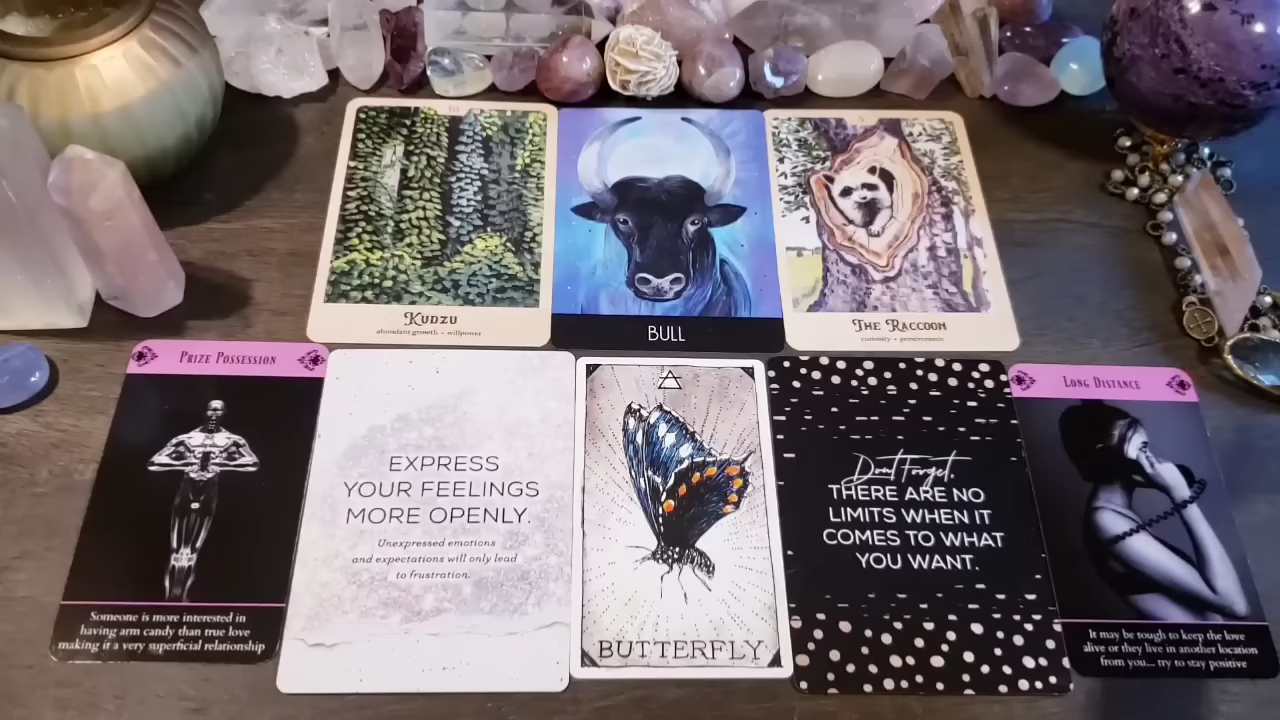 KUDZU
abundant growth - willpower
BULL
THE RACCOON
curiosity - perseverance
PRIZE POSSESSION
Someone is more interested in
having arm candy than true love
making it a very superficial relationship
EXPRESS
YOUR FEELINGS
MORE OPENLY.
Unexpressed emotions
and expectations will only lead
to frustration.
BUTTERFLY
Don't Forget,
THERE ARE NO
LIMITS WHEN IT
COMES TO WHAT
YOU WANT.
LONG DISTANCE
It may be tough to keep the love
alive or they live in another location
from you... try to stay positive